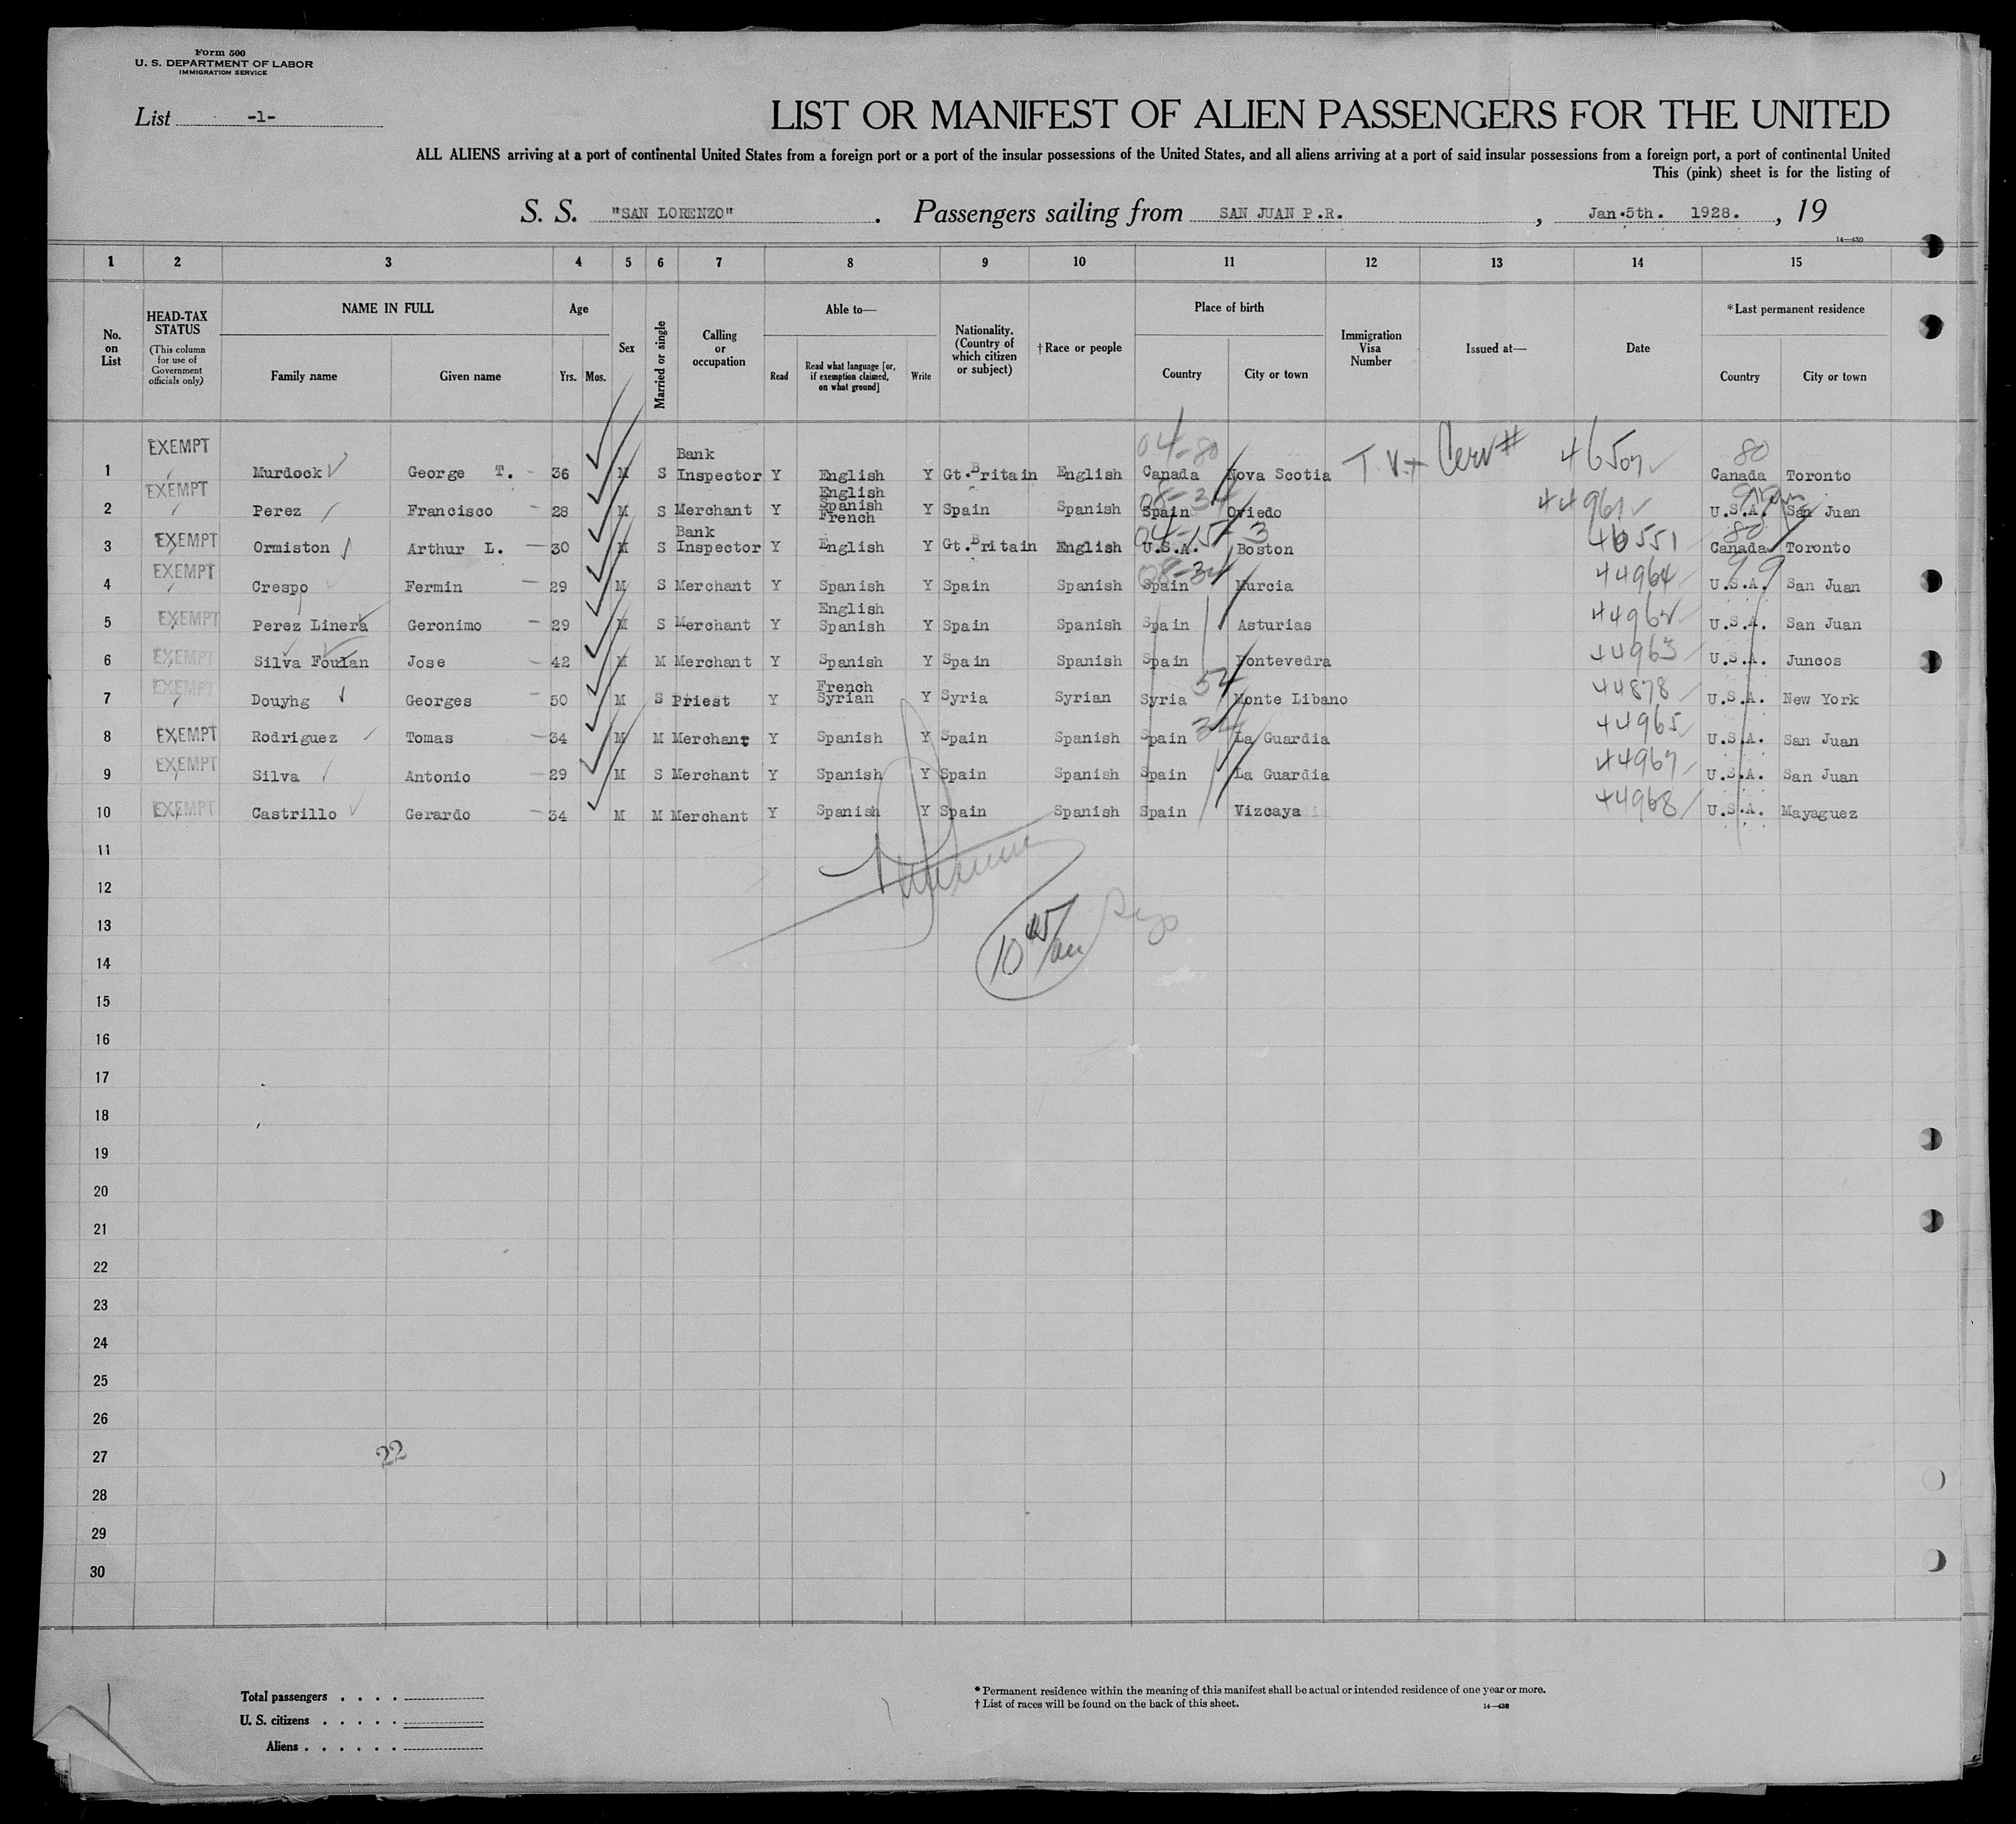 Form 500
U. S. DEPARTMENT OF LABOR
IMMIGRATION SERVICE
List -1-
LIST OR MANIFEST OF ALIEN PASSENGERS FOR THE UNITED
ALL ALIENS arriving at a port of continental United States from a foreign port or a port of the insular possessions of the United States, and all aliens arriving at a port of said insular possessions from a foreign port, a port of continental United
This (pink) sheet is for the listing of
S. S. "SAN LORENZO" . Passengers sailing from SAN JUAN P.R. , Jan.5th. 1928. , 19
14—430
1 2 3 4 5 6 7 8 9 10 11 12 13 14 15
No. on List
HEAD-TAX STATUS (This column for use of Government officials only)
NAME IN FULL Family name Given name
Age Yrs. Mos.
Sex
Married or single
Calling or occupation
Able to— Read Read what language [or, if exemption claimed, on what ground] Write
Nationality. (Country of which citizen or subject)
†Race or people
Place of birth Country City or town
Immigration Visa Number
Issued at—
Date
*Last permanent residence Country City or town
1 EXEMPT Murdock George T. 36 M S Bank Inspector Y English Y Gt.Britain English 04-80 Canada Nova Scotia 80 Canada Toronto
2 EXEMPT Perez Francisco 28 M S Merchant Y English Spanish French Y Spain Spanish 08-34 Spain Oviedo 44961 U.S.A. San Juan
3 EXEMPT Ormiston Arthur L. 30 M S Bank Inspector Y English Y Gt.Britain English 04-15-3 U.S.A. Boston 46551 80 Canada Toronto
4 EXEMPT Crespo Fermin 29 M S Merchant Y Spanish Y Spain Spanish 08-34 Spain Murcia 44964 99 U.S.A. San Juan
5 EXEMPT Perez Linera Geronimo 29 M S Merchant Y English Spanish Y Spain Spanish Spain Asturias 44962 U.S.A. San Juan
6 EXEMPT Silva Foulan Jose 42 M M Merchant Y Spanish Y Spain Spanish Spain Pontevedra 44963 U.S.A. Juncos
7 EXEMPT Douyhg Georges 50 M S Priest Y French Syrian Y Syria Syrian Syria 54 Monte Libano 44878 U.S.A. New York
8 EXEMPT Rodriguez Tomas 34 M M Merchant Y Spanish Y Spain Spanish Spain 34 La Guardia 44965 U.S.A. San Juan
9 EXEMPT Silva Antonio 29 M S Merchant Y Spanish Y Spain Spanish Spain La Guardia 44967 U.S.A. San Juan
10 EXEMPT Castrillo Gerardo 34 M M Merchant Y Spanish Y Spain Spanish Spain Vizcaya 44968 U.S.A. Mayaguez
11
12
13
14
15
16
17
18
19
20
21
22
23
24
25
26
27
22
28
29
30
Total passengers . . . .
U. S. citizens . . . . .
Aliens . . . . . .
* Permanent residence within the meaning of this manifest shall be actual or intended residence of one year or more.
† List of races will be found on the back of this sheet.
14—430